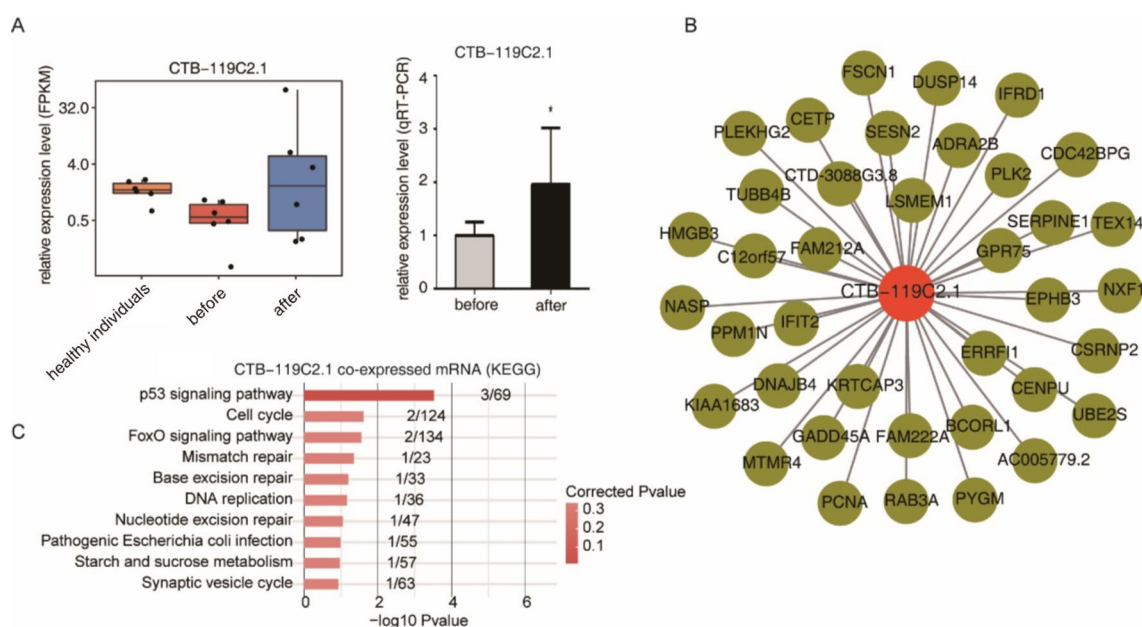 A
CTB-119C2.1
relative expression level (FPKM)
32.0
4.0
0.5
healthy individuals
before
after
CTB-119C2.1
relative expression level (qRT-PCR)
4
3
2
1
0
*
before
after
B
FSCN1
DUSP14
IFRD1
CETP
SESN2
PLEKHG2
ADRA2B
CDC42BPG
CTD-3088G3.8
PLK2
TUBB4B
LSMEM1
SERPINE1
TEX14
HMGB3
C12orf57
FAM212A
GPR75
CTB-119C2.1
NXF1
EPHB3
NASP
PPM1N
IFIT2
ERRFI1
CSRNP2
DNAJB4
KRTCAP3
CENPU
KIAA1683
UBE2S
GADD45A
FAM222A
BCORL1
MTMR4
AC005779.2
PCNA
RAB3A
PYGM
C
CTB-119C2.1 co-expressed mRNA (KEGG)
p53 signaling pathway 3/69
Cell cycle 2/124
FoxO signaling pathway 2/134
Mismatch repair 1/23
Base excision repair 1/33
DNA replication 1/36
Nucleotide excision repair 1/47
Pathogenic Escherichia coli infection 1/55
Starch and sucrose metabolism 1/57
Synaptic vesicle cycle 1/63
0 2 4 6
-log10 Pvalue
Corrected Pvalue
0.3
0.2
0.1